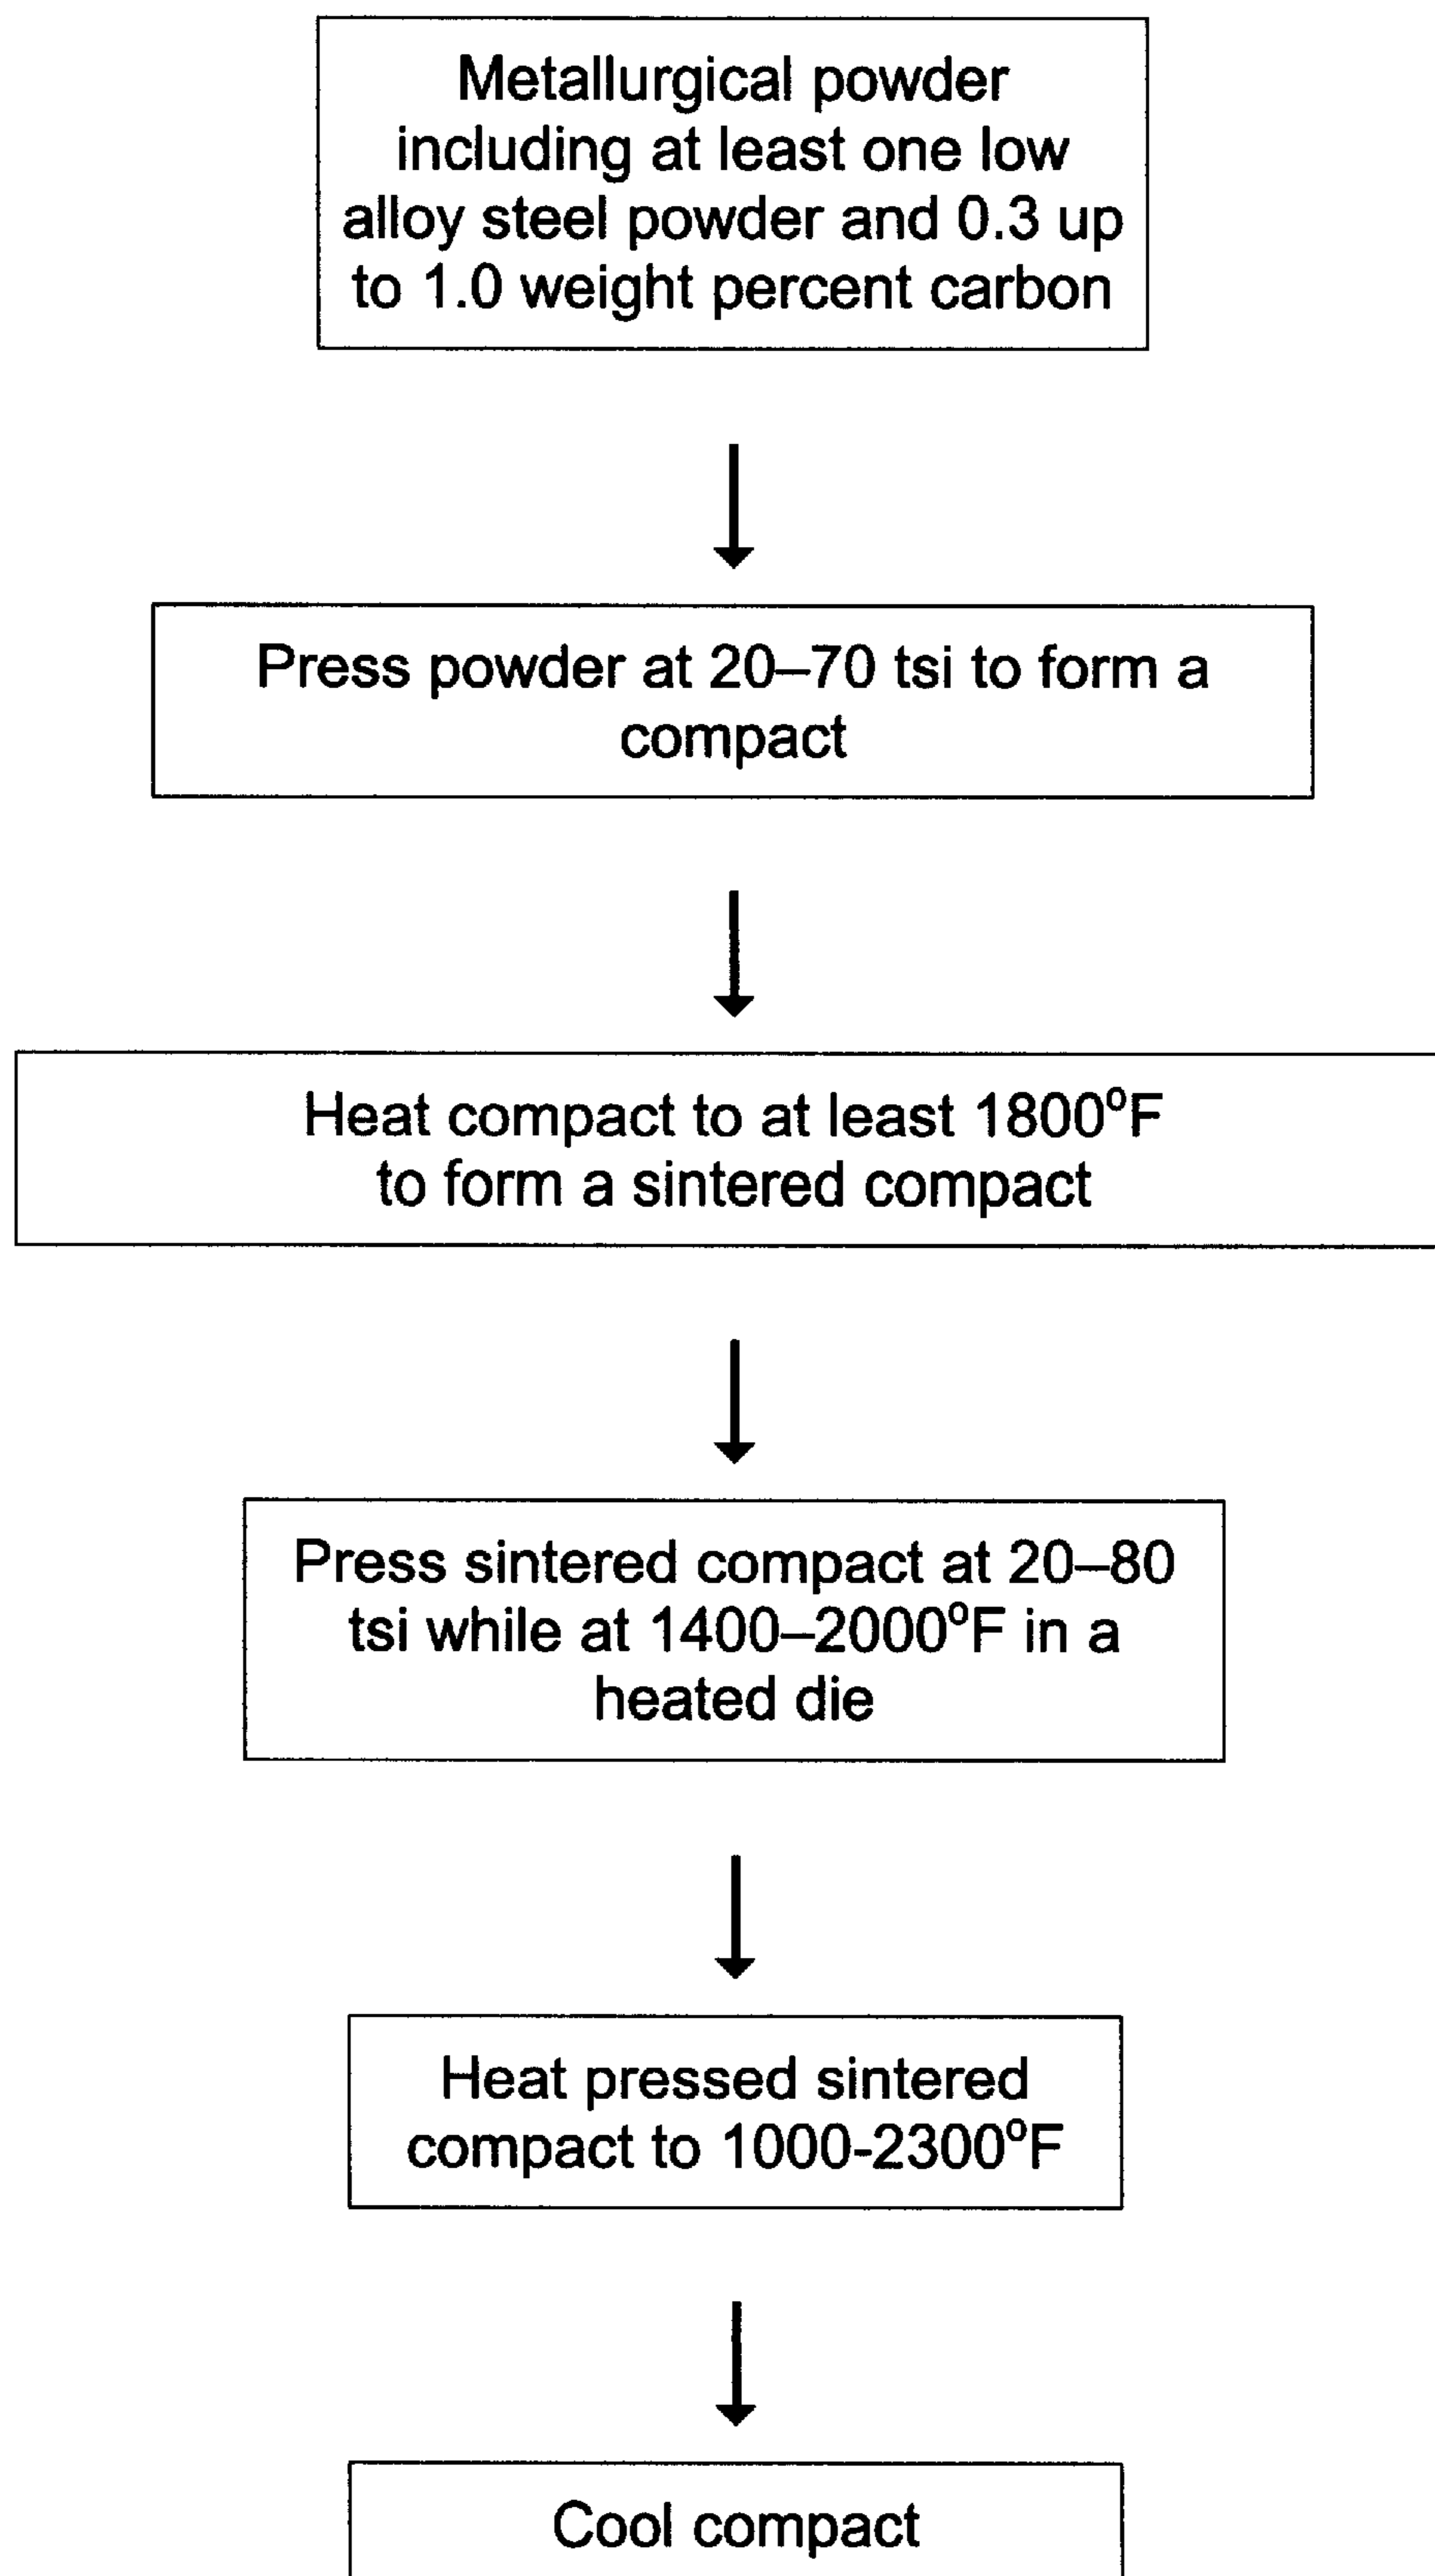 Metallurgical powder
including at least one low
alloy steel powder and 0.3 up
to 1.0 weight percent carbon
Press powder at 20–70 tsi to form a
compact
Heat compact to at least 1800°F
to form a sintered compact
Press sintered compact at 20–80
tsi while at 1400–2000°F in a
heated die
Heat pressed sintered
compact to 1000-2300°F
Cool compact